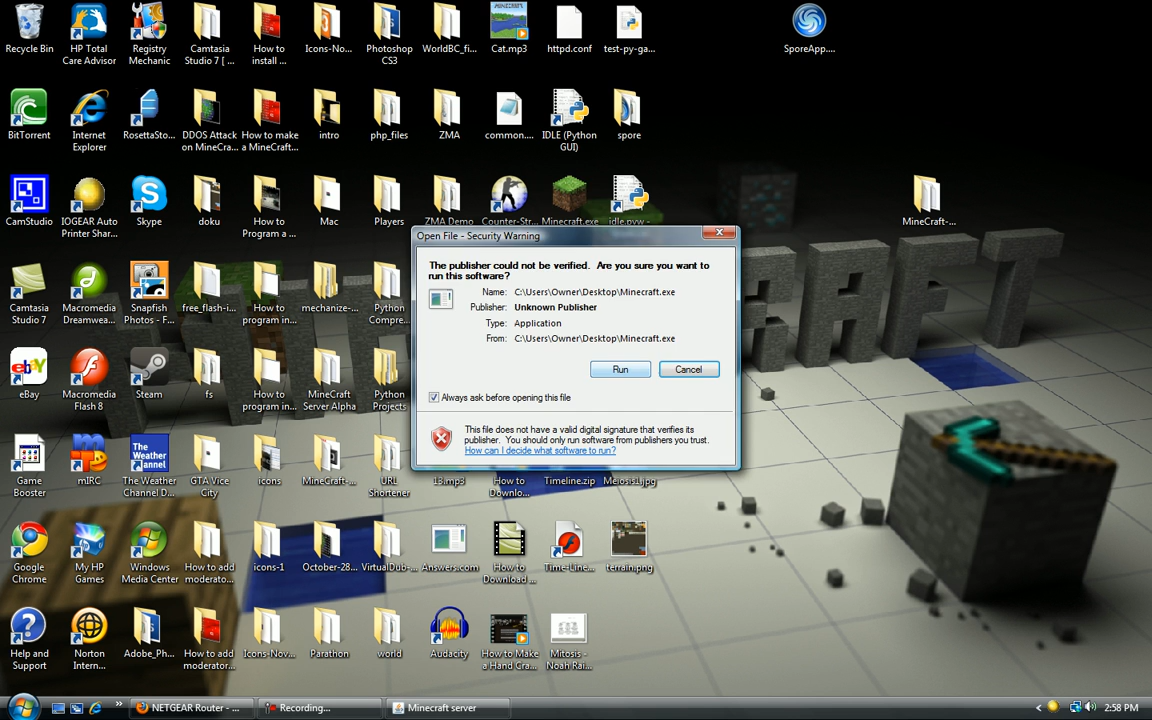 Recycle Bin
HP Total
Care Advisor
Registry
Mechanic
Camtasia
Studio 7 [ ...
How to
install ...
Icons-No...
Photoshop
CS3
WorldBC_fi...
MINECRAFT
Cat.mp3
httpd.conf
test-py-ga...
SporeApp....
BitTorrent
Internet
Explorer
RosettaSto...
DDOS Attack
on MineCra...
How to make
a MineCraft...
intro
php_files
ZMA
common....
IDLE (Python
GUI)
spore
CamStudio
IOGEAR Auto
Printer Shar...
Skype
doku
How to
Program a ...
Mac
Players
ZMA Demo
Counter-Str...
Minecraft.exe
idle.pyw -
MineCraft-...
Open File - Security Warning
The publisher could not be verified. Are you sure you want to
run this software?
Name: C:\Users\Owner\Desktop\Minecraft.exe
Publisher: Unknown Publisher
Type: Application
From: C:\Users\Owner\Desktop\Minecraft.exe
Run
Cancel
Always ask before opening this file
This file does not have a valid digital signature that verifies its
publisher. You should only run software from publishers you trust.
How can I decide what software to run?
Camtasia
Studio 7
Macromedia
Dreamwea...
Snapfish
Photos - F...
free_flash-i...
How to
program in...
mechanize-...
Python
Compre...
eBay
Macromedia
Flash 8
Steam
fs
How to
program in...
MineCraft
Server Alpha
Python
Projects
Game
Booster
mIRC
The
Weather
Channel
The Weather
Channel D...
GTA Vice
City
icons
MineCraft-...
URL
Shortener
13.mp3
How to
Downlo...
Timeline.zip
Meiosis1.jpg
Google
Chrome
My HP
Games
Windows
Media Center
How to add
moderato...
icons-1
October-28...
VirtualDub-...
Answers.com
How to
Download ...
Time-Line...
terrain.png
Help and
Support
Norton
Intern...
Adobe_Ph...
How to add
moderator...
Icons-Nov...
Parathon
world
Audacity
How to Make
a Hand Cra...
Mitosis -
Noah Rai...
NETGEAR Router - ...
Recording...
Minecraft server
2:58 PM